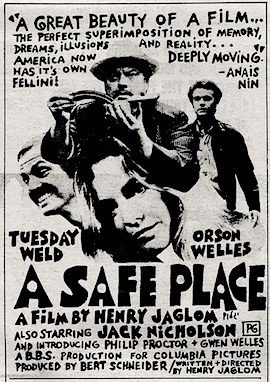 "A GREAT BEAUTY OF A FILM...
THE PERFECT SUPERIMPOSITION OF MEMORY,
DREAMS, ILLUSIONS AND REALITY...
AMERICA NOW
HAS IT'S OWN
FELLINI!
DEEPLY MOVING."
-ANAIS
NIN
TUESDAY
WELD
ORSON
WELLES
A SAFE PLACE
A FILM BY HENRY JAGLOM
ALSO STARRING JACK NICHOLSON PG
AND INTRODUCING PHILIP PROCTOR + GWEN WELLES
A B.B.S. PRODUCTION FOR COLUMBIA PICTURES
PRODUCED BY BERT SCHNEIDER/WRITTEN + DIRECTED
BY HENRY JAGLOM